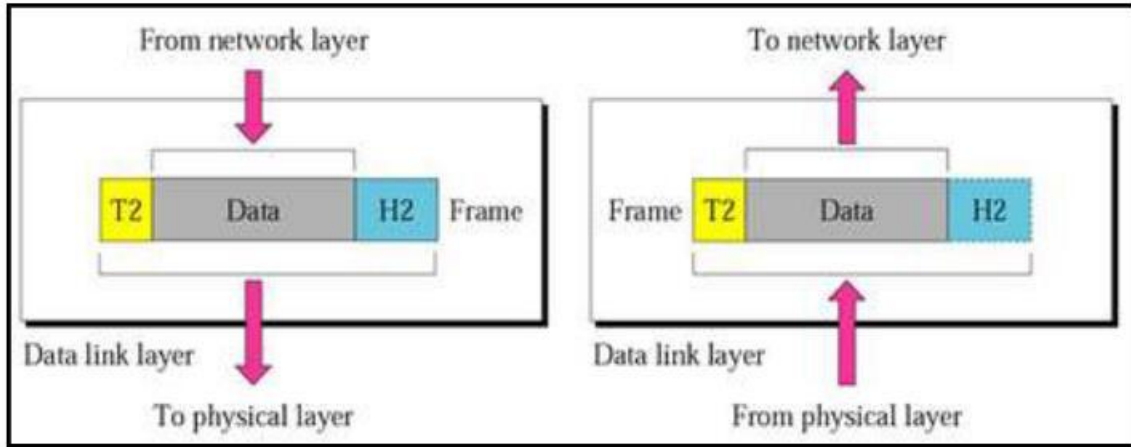 From network layer
T2
Data
H2
Frame
Data link layer
To physical layer
To network layer
Frame
T2
Data
H2
Data link layer
From physical layer